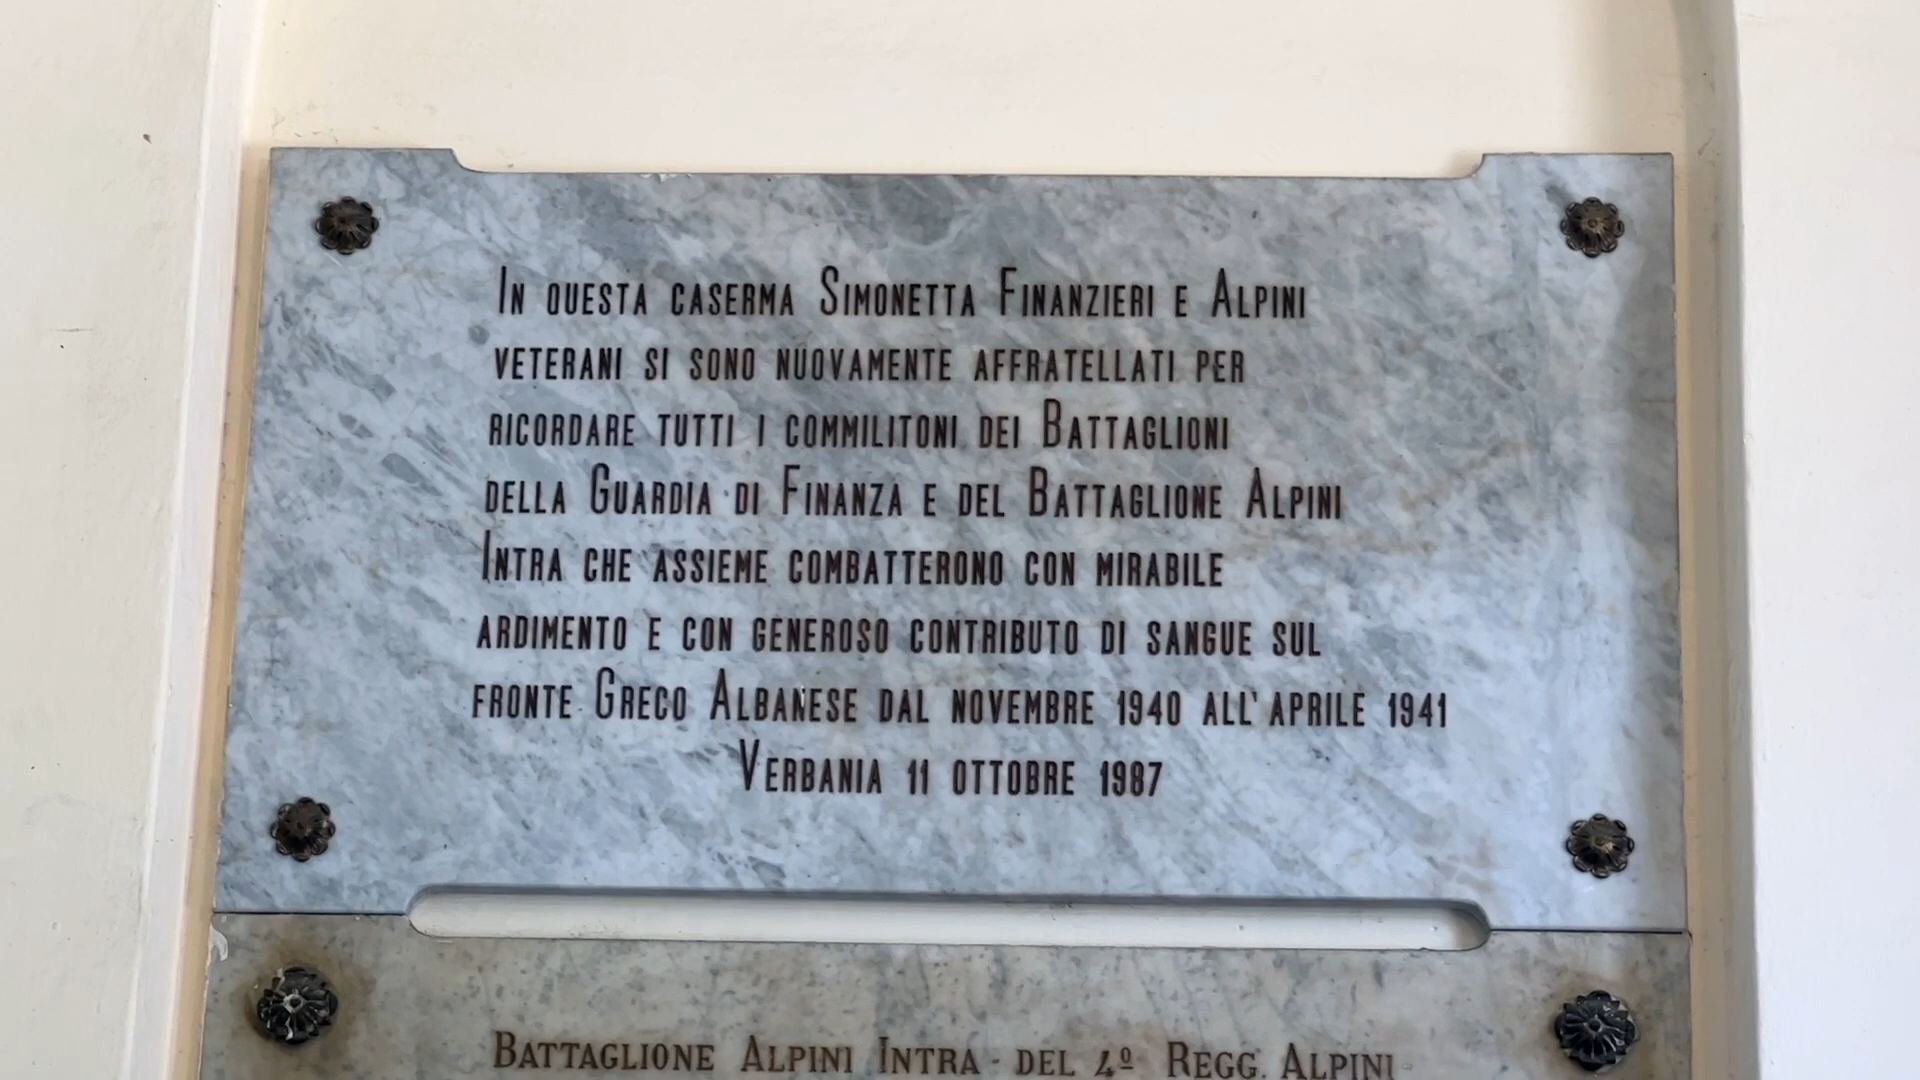 In questa caserma Simonetta Finanzieri e Alpini
veterani si sono nuovamente affratellati per
ricordare tutti i commilitoni dei Battaglioni
della Guardia di Finanza e del Battaglione Alpini
Intra che assieme combatterono con mirabile
ardimento e con generoso contributo di sangue sul
fronte Greco Albanese dal novembre 1940 all'aprile 1941
Verbania 11 ottobre 1987
Battaglione Alpini Intra - del 4º Regg. Alpini